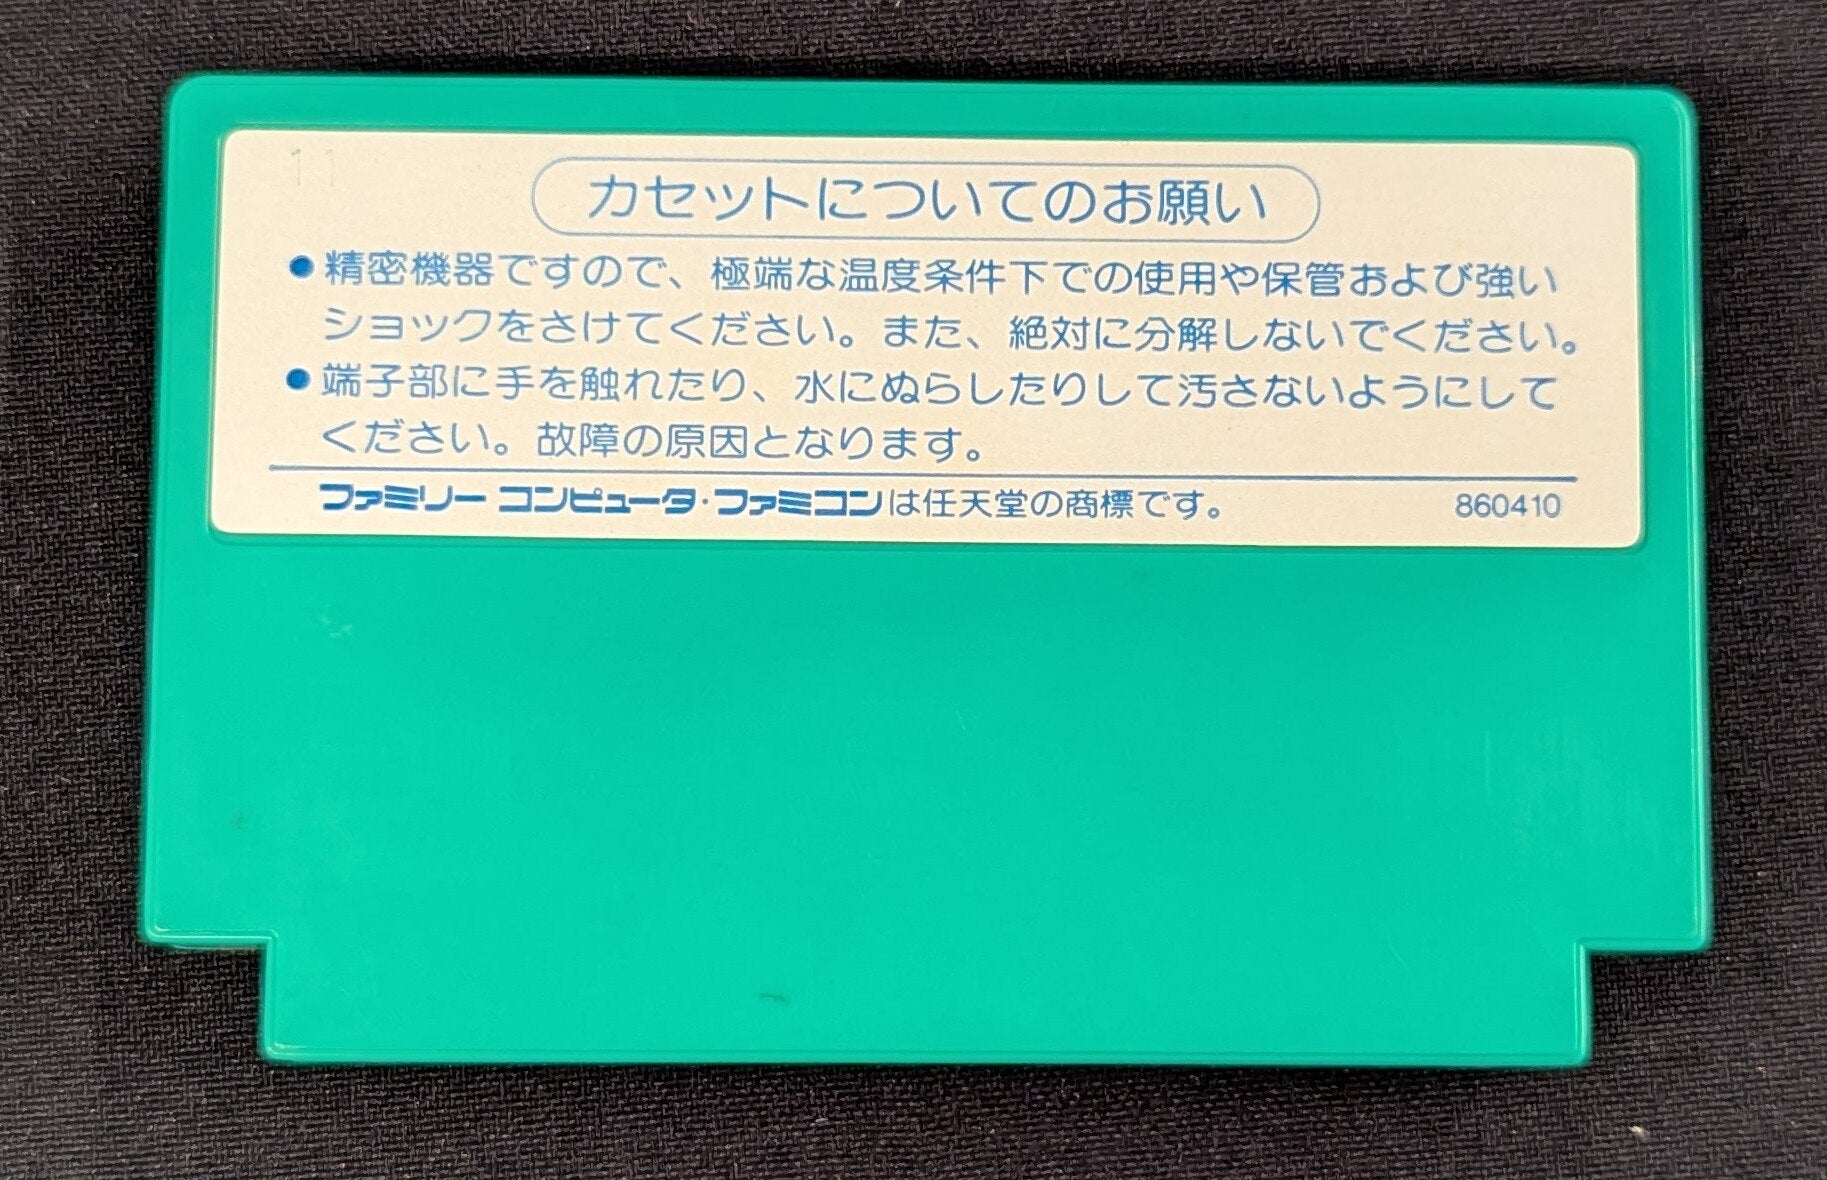 11
カセットについてのお願い
●精密機器ですので、極端な温度条件下での使用や保管および強い
ショックをさけてください。また、絶対に分解しないでください。
●端子部に手を触れたり、水にぬらしたりして汚さないようにして
ください。故障の原因となります。
ファミリー コンピュータ・ファミコンは任天堂の商標です。 860410